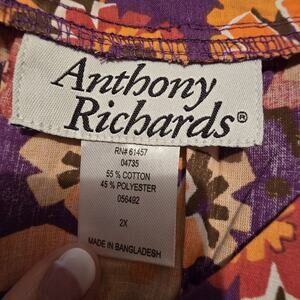 Anthony
Richards®
RN# 61457
04735
55 % COTTON
45 % POLYESTER
056492
2X
MADE IN BANGLADESH